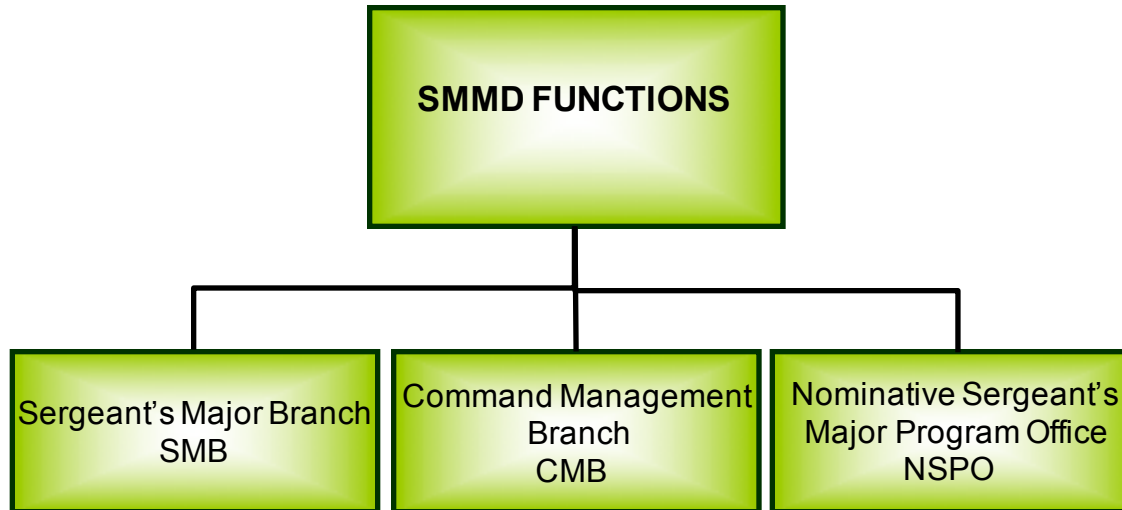 SMMD FUNCTIONS
Sergeant’s Major Branch
SMB
Command Management
Branch
CMB
Nominative Sergeant’s
Major Program Office
NSPO